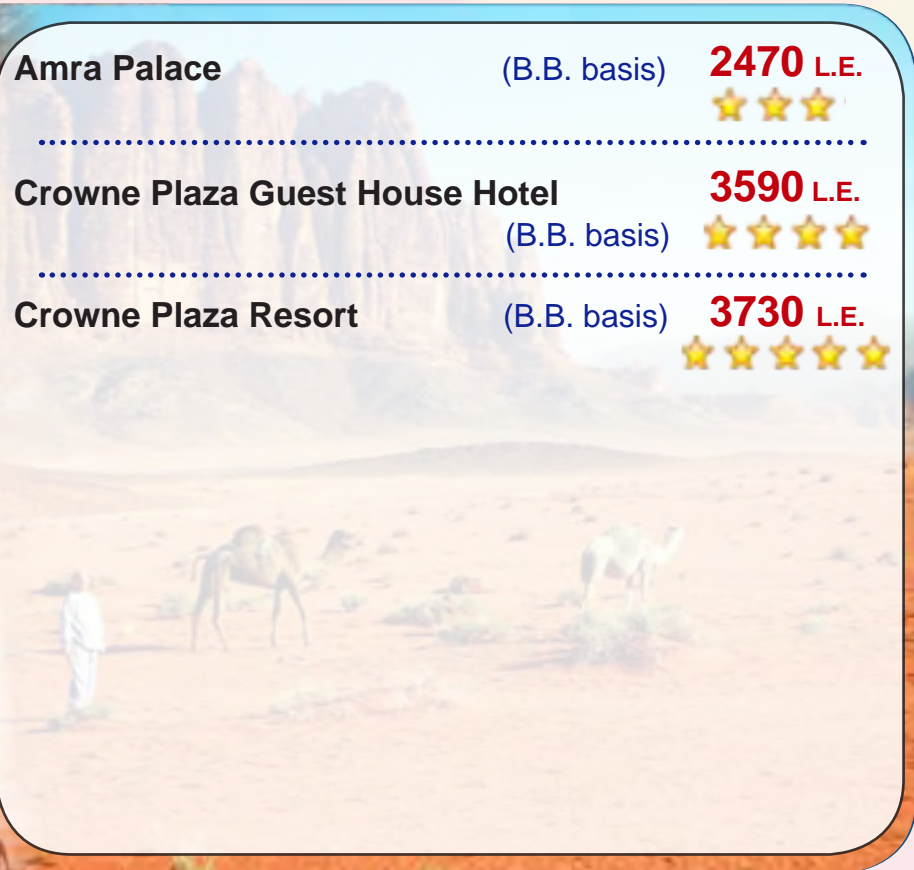 Amra Palace (B.B. basis) 2470 L.E.
Crowne Plaza Guest House Hotel 3590 L.E.
(B.B. basis)
Crowne Plaza Resort (B.B. basis) 3730 L.E.